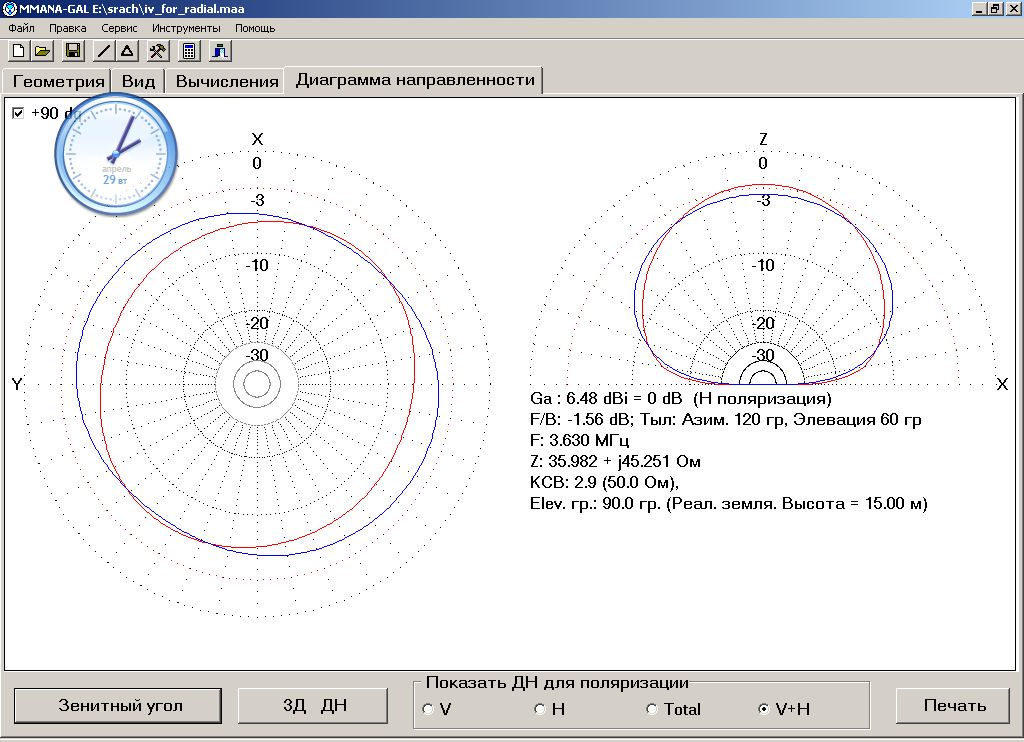 MMANA-GAL E:\srach\iv_for_radial.maa
Файл Правка Сервис Инструменты Помощь
Геометрия Вид Вычисления Диаграмма направленности
+90
апрель
29 вт
X
0
-3
-10
-20
-30
Y
Z
0
-3
-10
-20
-30
X
Ga : 6.48 dBi = 0 dB (H поляризация)
F/B: -1.56 dB; Тыл: Азим. 120 гр, Элевация 60 гр
F: 3.630 МГц
Z: 35.982 + j45.251 Ом
КСВ: 2.9 (50.0 Ом),
Elev. гр.: 90.0 гр. (Реал. земля. Высота = 15.00 м)
Показать ДН для поляризации
Зенитный угол 3Д ДН V H Total V+H Печать